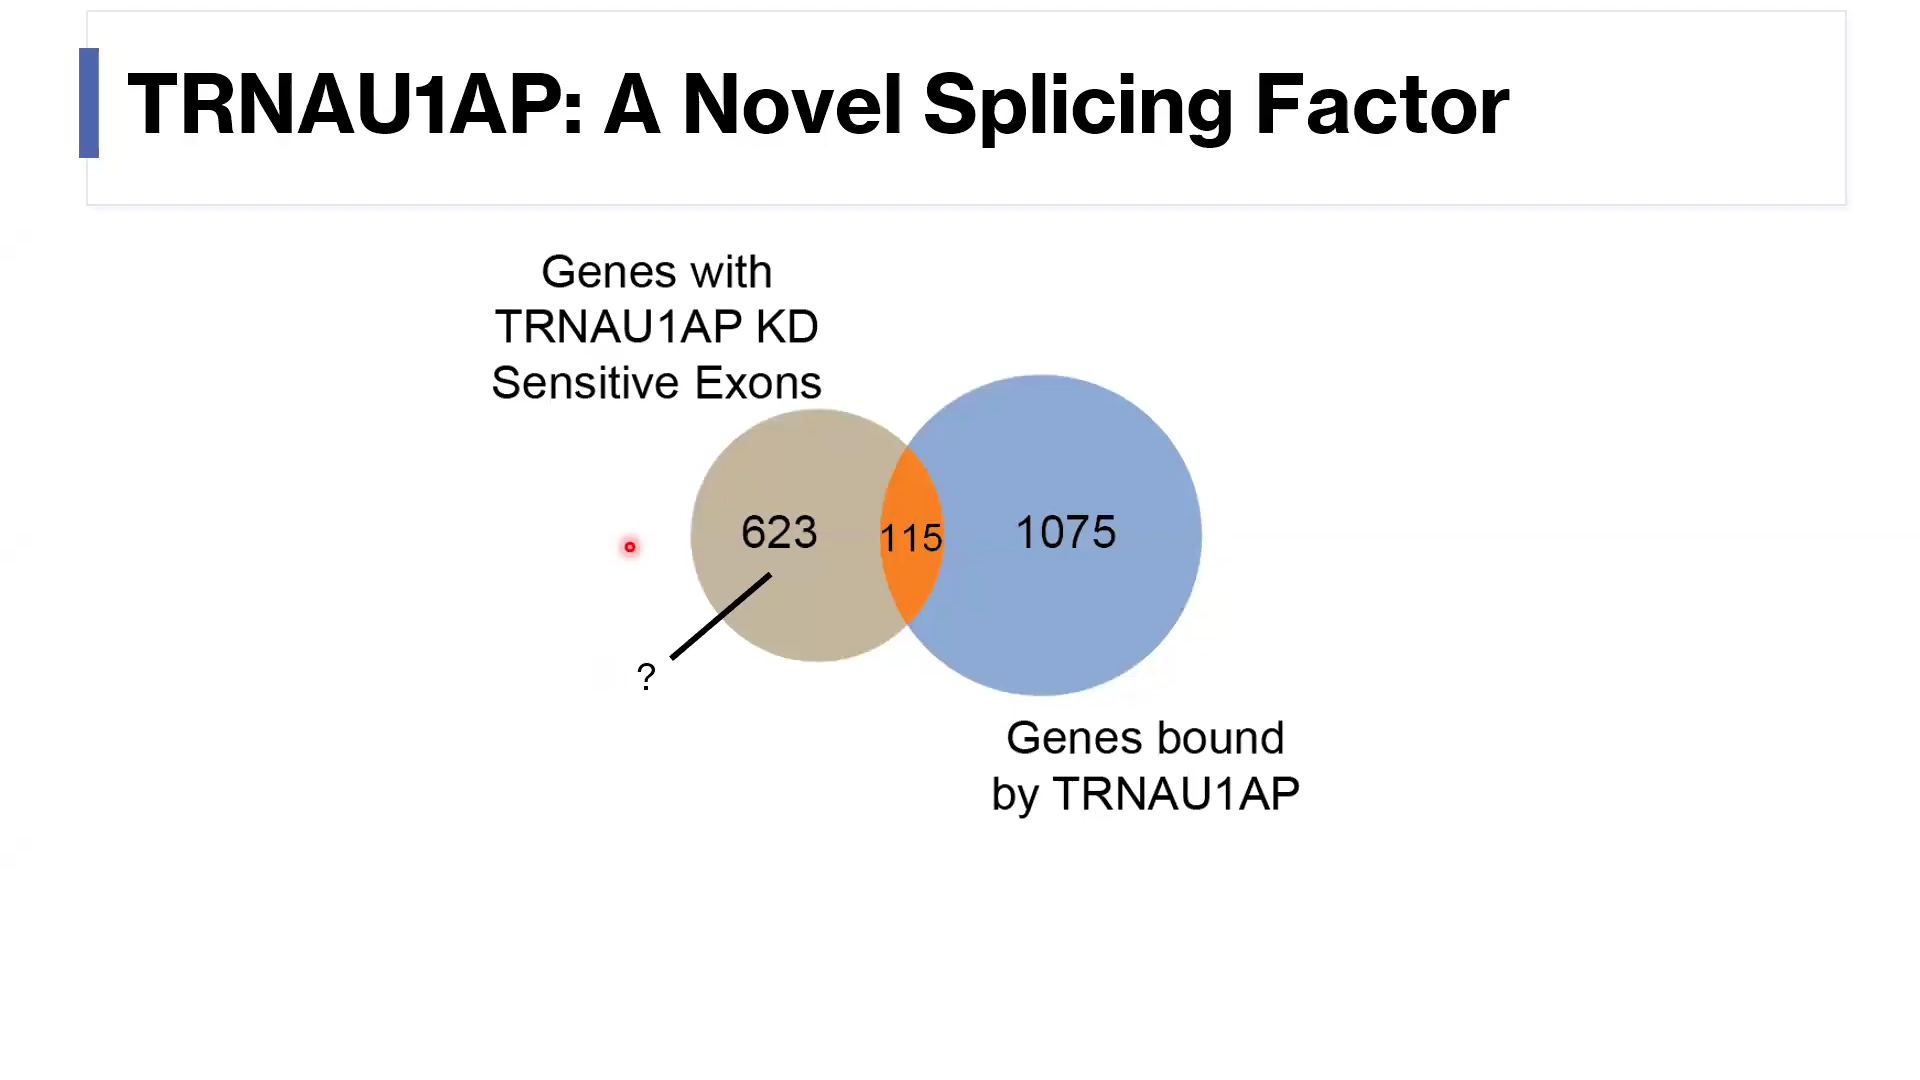 TRNAU1AP: A Novel Splicing Factor
Genes with
TRNAU1AP KD
Sensitive Exons
623
115
1075
?
Genes bound
by TRNAU1AP